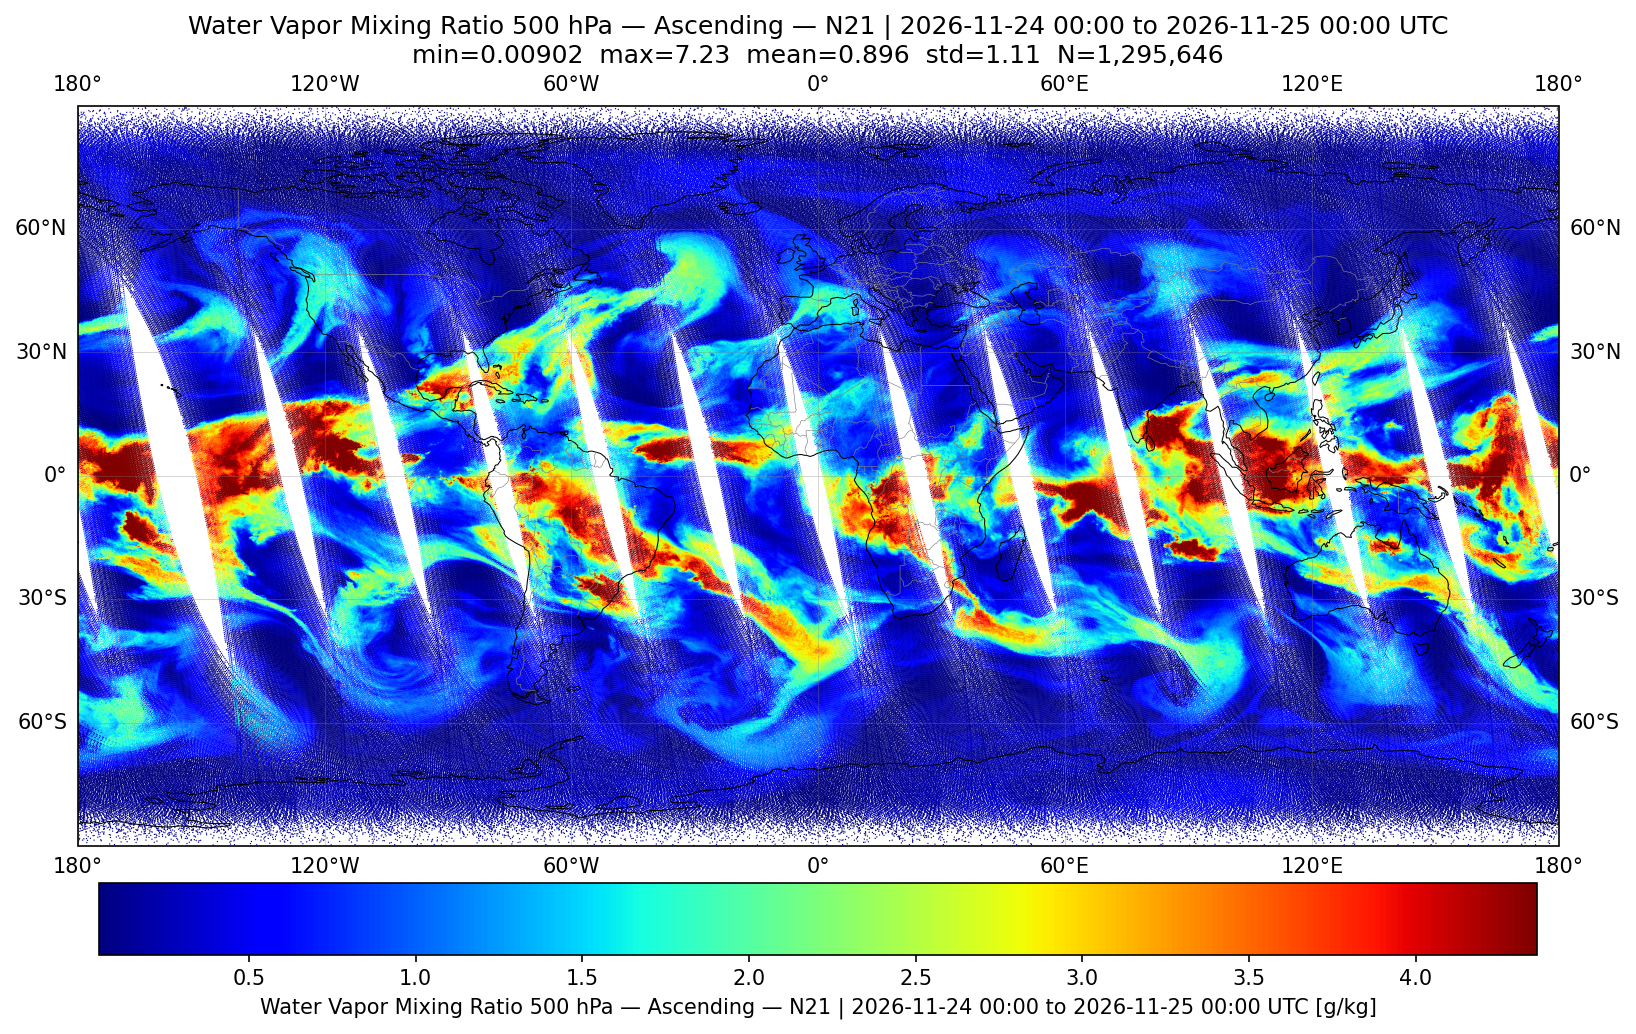 Water Vapor Mixing Ratio 500 hPa — Ascending — N21 | 2026-11-24 00:00 to 2026-11-25 00:00 UTC
min=0.00902 max=7.23 mean=0.896 std=1.11 N=1,295,646
180° 120°W 60°W 0° 60°E 120°E 180°
60°N 60°N
30°N 30°N
0° 0°
30°S 30°S
60°S 60°S
180° 120°W 60°W 0° 60°E 120°E 180°
0.5 1.0 1.5 2.0 2.5 3.0 3.5 4.0
Water Vapor Mixing Ratio 500 hPa — Ascending — N21 | 2026-11-24 00:00 to 2026-11-25 00:00 UTC [g/kg]